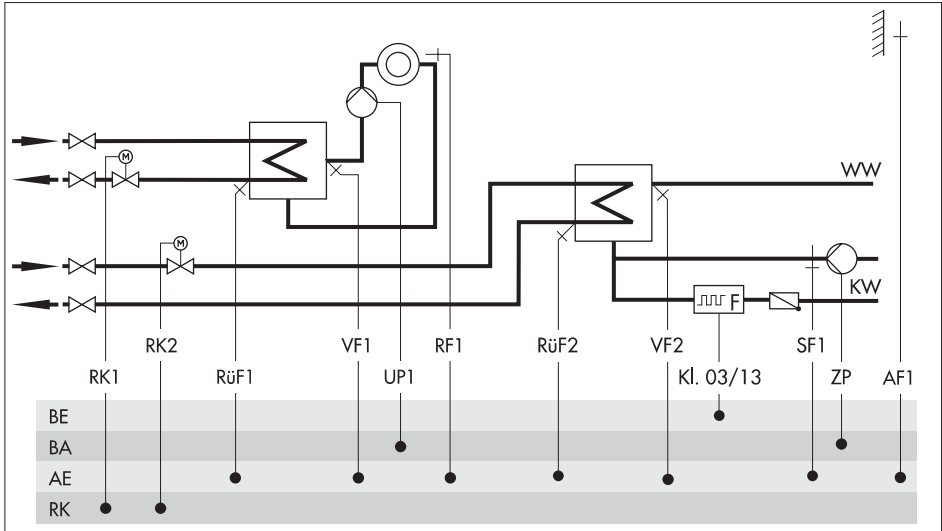 M
WW
M
KW
F
RK2 VF1 RF1 RüF2 VF2 SF1
RK1 RüF1 UP1 Kl. 03/13 ZP AF1
BE
BA
AE
RK